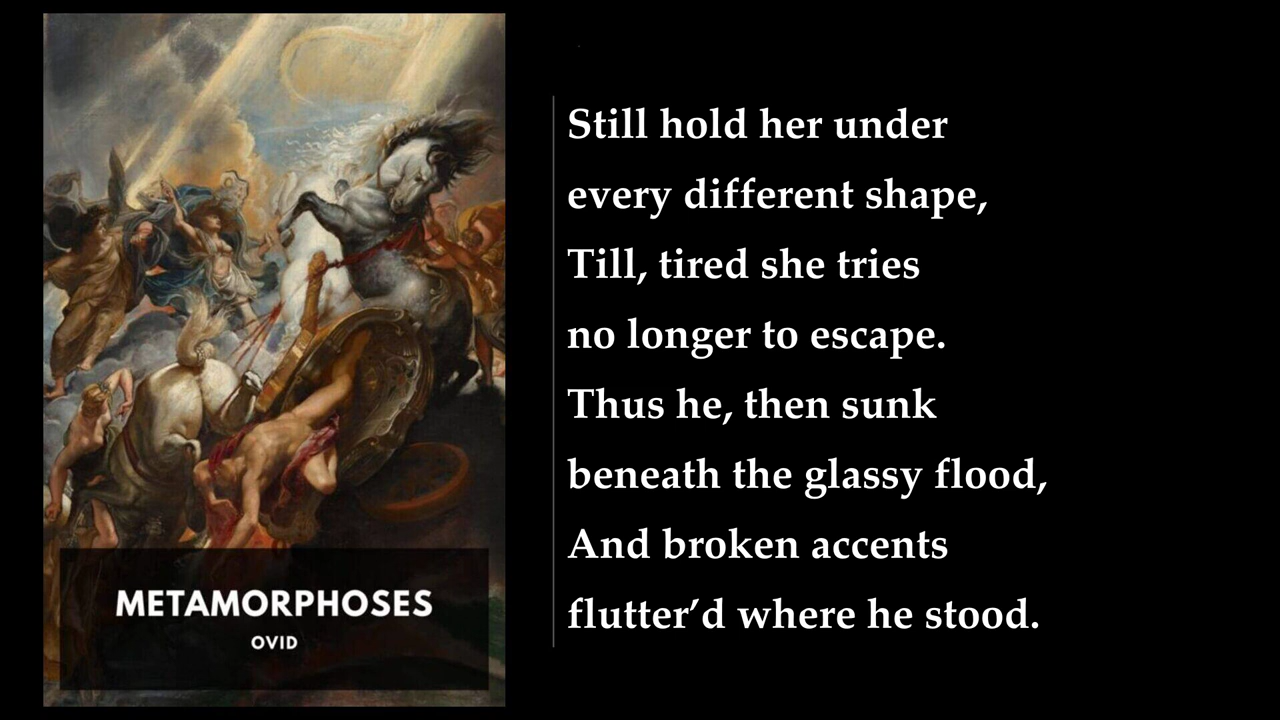 METAMORPHOSES
OVID
Still hold her under
every different shape,
Till, tired she tries
no longer to escape.
Thus he, then sunk
beneath the glassy flood,
And broken accents
flutter’d where he stood.